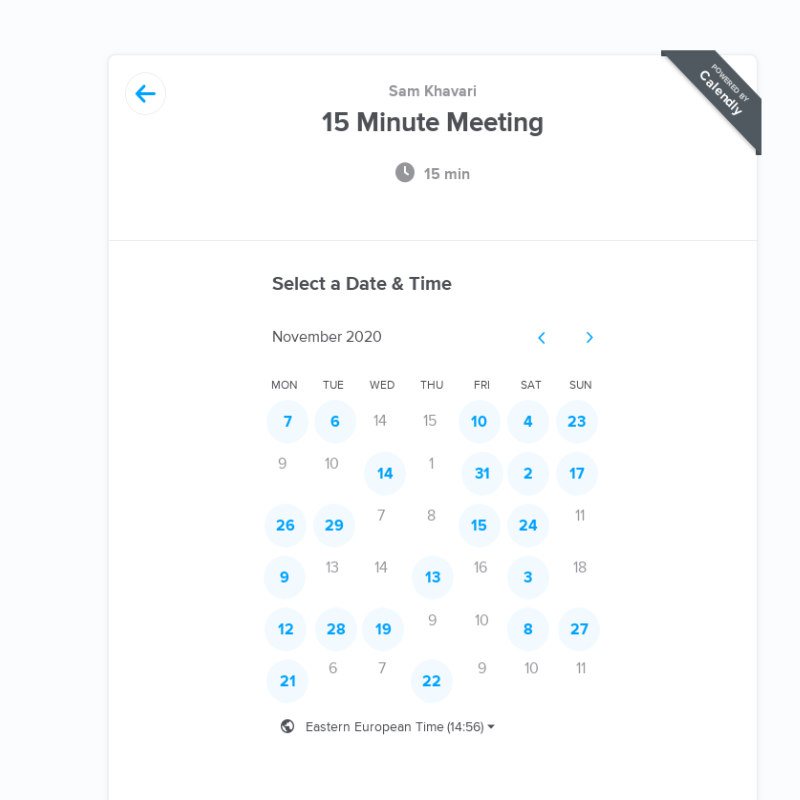 POWERED BY
Calendly
Sam Khavari
15 Minute Meeting
15 min
Select a Date & Time
November 2020
MON TUE WED THU FRI SAT SUN
7 6 14 15 10 4 23
9 10 14 1 31 2 17
26 29 7 8 15 24 11
9 13 14 13 16 3 18
12 28 19 9 10 8 27
21 6 7 22 9 10 11
Eastern European Time (14:56)